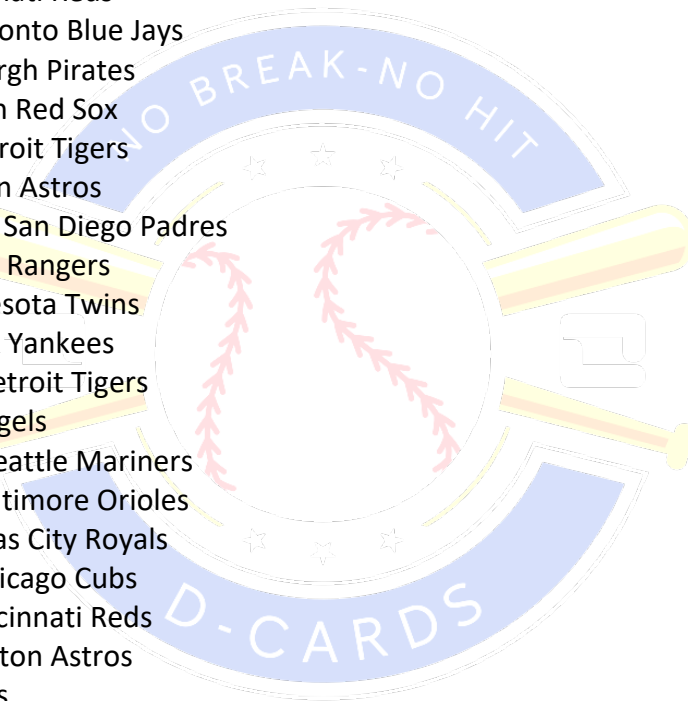 onto Blue Jays
rgh Pirates
n Red Sox
roit Tigers
n Astros
San Diego Padres
Rangers
esota Twins
Yankees
etroit Tigers
gels
eattle Mariners
ltimore Orioles
as City Royals
icago Cubs
cinnati Reds
ton Astros
s
NO BREAK-NO HIT
D-CARDS